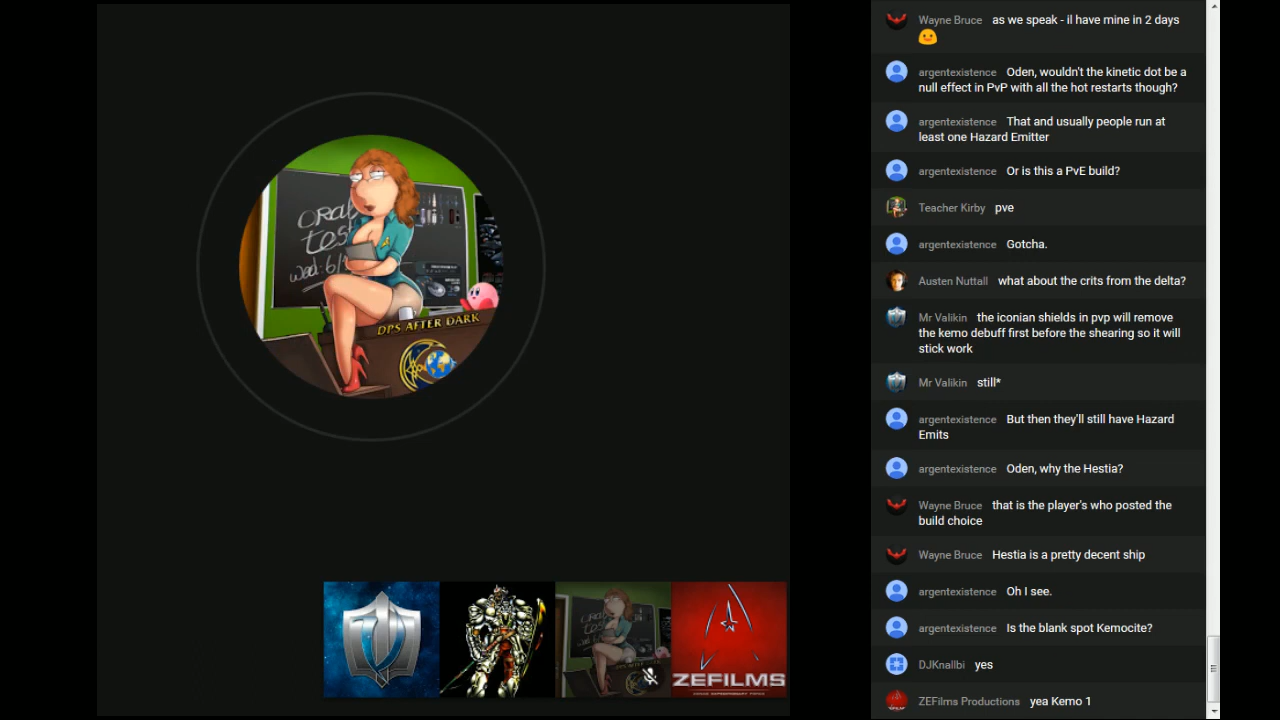 ORAL
test
wed: 6/
DPS AFTER DARK
ZEFILMS
Wayne Bruce as we speak - il have mine in 2 days
argentexistence Oden, wouldn't the kinetic dot be a
null effect in PvP with all the hot restarts though?
argentexistence That and usually people run at
least one Hazard Emitter
argentexistence Or is this a PvE build?
Teacher Kirby pve
argentexistence Gotcha.
Austen Nuttall what about the crits from the delta?
Mr Valikin the iconian shields in pvp will remove
the kemo debuff first before the shearing so it will
stick work
Mr Valikin still*
argentexistence But then they'll still have Hazard
Emits
argentexistence Oden, why the Hestia?
Wayne Bruce that is the player's who posted the
build choice
Wayne Bruce Hestia is a pretty decent ship
argentexistence Oh I see.
argentexistence Is the blank spot Kemocite?
DJKnallbi yes
ZEFilms Productions yea Kemo 1